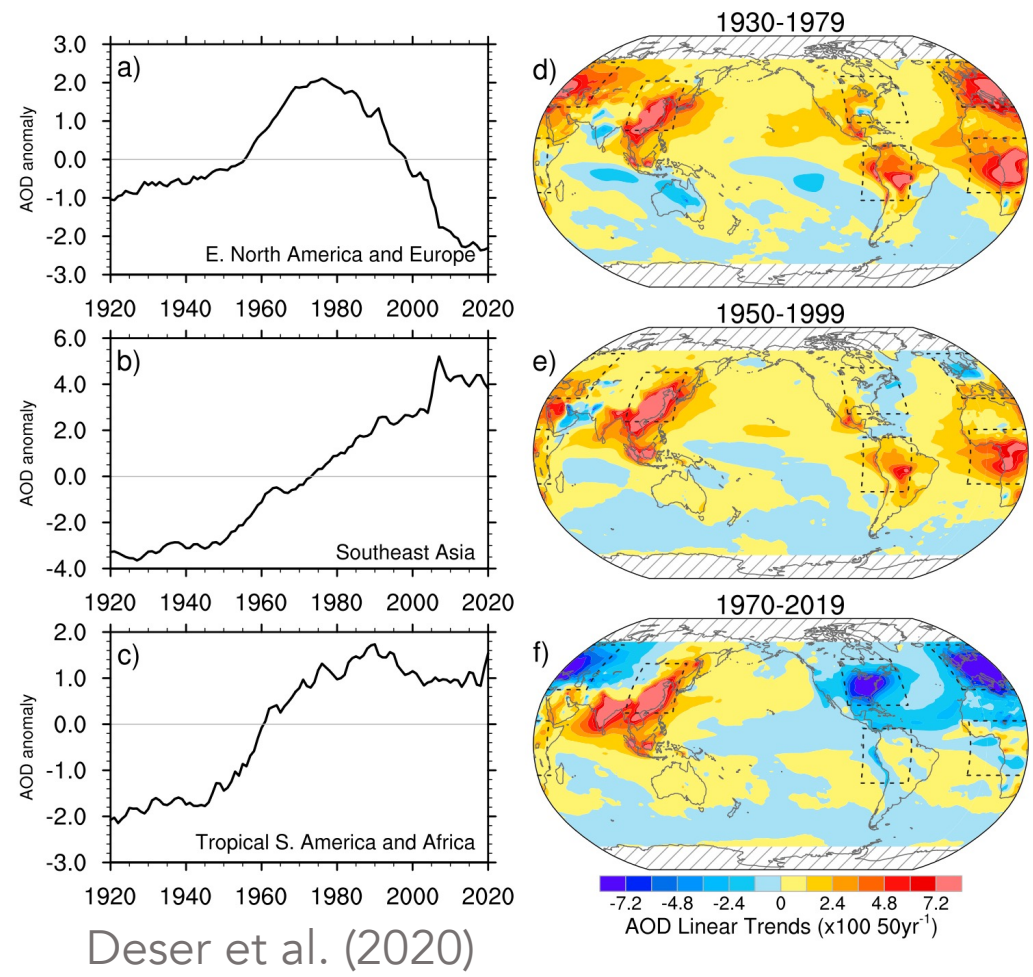 a)
3.0
2.0
1.0
0.0
-1.0
-2.0
-3.0
AOD anomaly
E. North America and Europe
1920 1940 1960 1980 2000 2020
b)
6.0
4.0
2.0
0.0
-2.0
-4.0
AOD anomaly
Southeast Asia
1920 1940 1960 1980 2000 2020
c)
2.0
1.0
0.0
-1.0
-2.0
-3.0
AOD anomaly
Tropical S. America and Africa
1920 1940 1960 1980 2000 2020
Deser et al. (2020)
1930-1979
d)
1950-1999
e)
1970-2019
f)
-7.2 -4.8 -2.4 0 2.4 4.8 7.2
AOD Linear Trends (x100 50yr⁻¹)